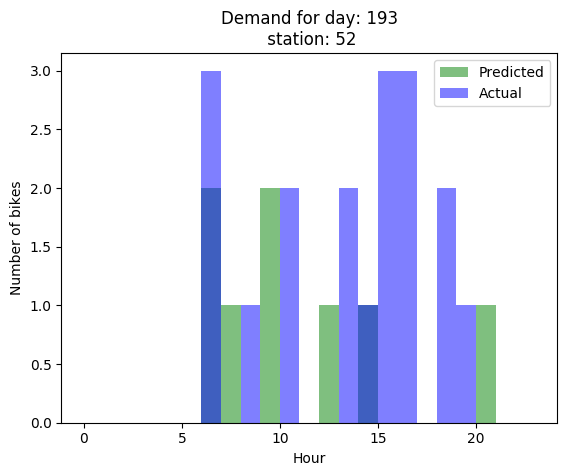 Demand for day: 193
station: 52
Predicted
Actual
Number of bikes
3.0
2.5
2.0
1.5
1.0
0.5
0.0
0
5
10
15
20
Hour